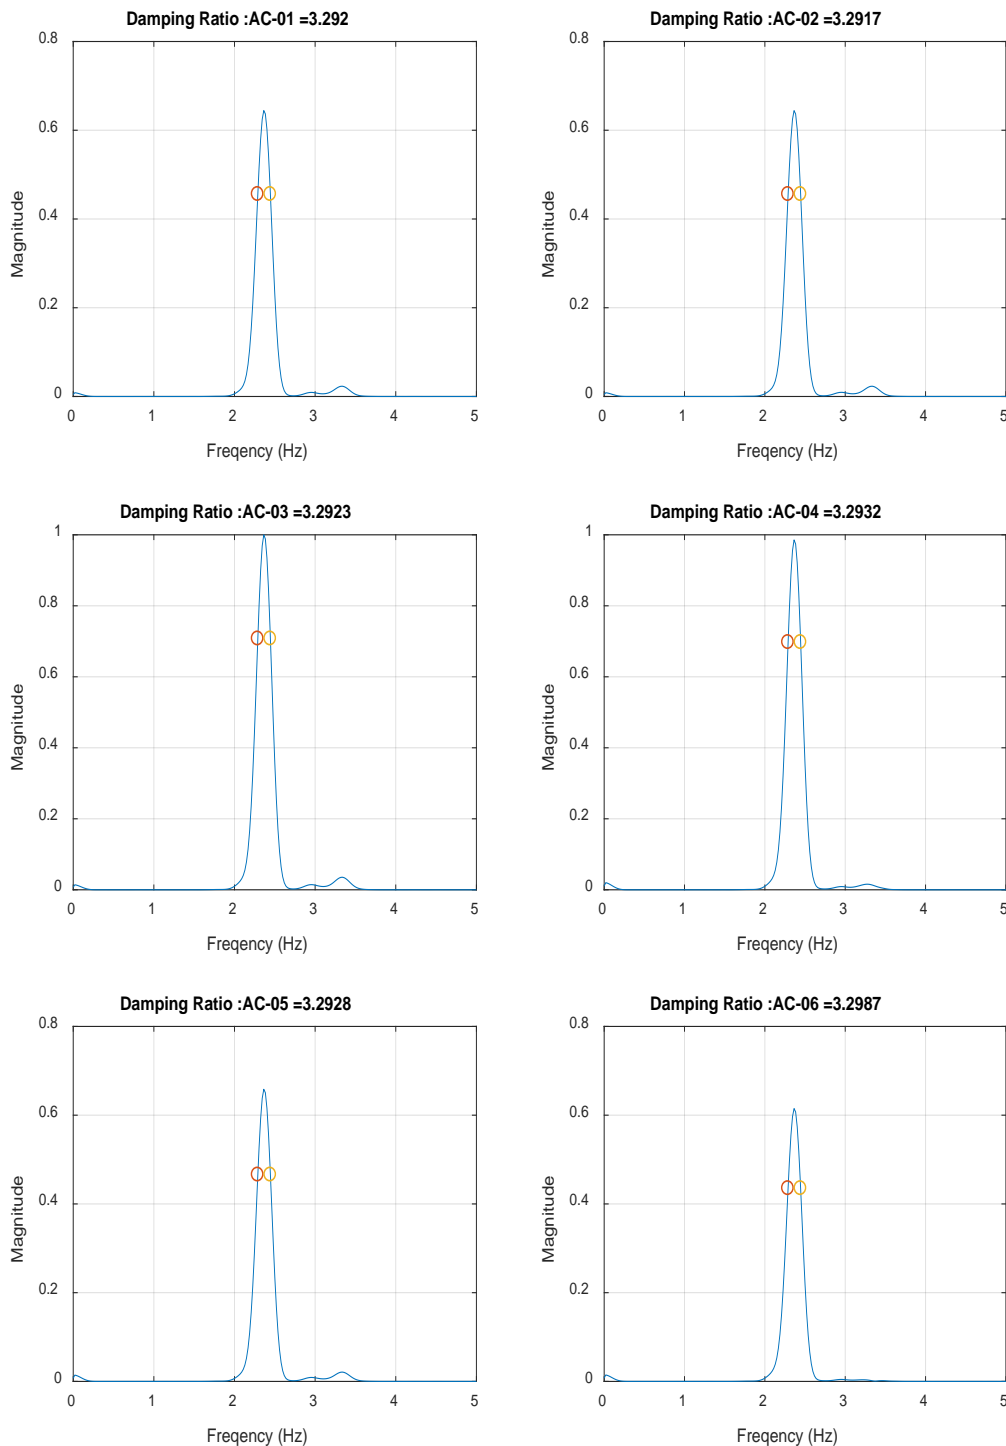 Damping Ratio :AC-01 =3.292
Magnitude
0.8
0.6
0.4
0.2
0
0 1 2 3 4 5
Freqency (Hz)
Damping Ratio :AC-02 =3.2917
Magnitude
0.8
0.6
0.4
0.2
0
0 1 2 3 4 5
Freqency (Hz)
Damping Ratio :AC-03 =3.2923
Magnitude
1
0.8
0.6
0.4
0.2
0
0 1 2 3 4 5
Freqency (Hz)
Damping Ratio :AC-04 =3.2932
Magnitude
1
0.8
0.6
0.4
0.2
0
0 1 2 3 4 5
Freqency (Hz)
Damping Ratio :AC-05 =3.2928
Magnitude
0.8
0.6
0.4
0.2
0
0 1 2 3 4 5
Freqency (Hz)
Damping Ratio :AC-06 =3.2987
Magnitude
0.8
0.6
0.4
0.2
0
0 1 2 3 4 5
Freqency (Hz)